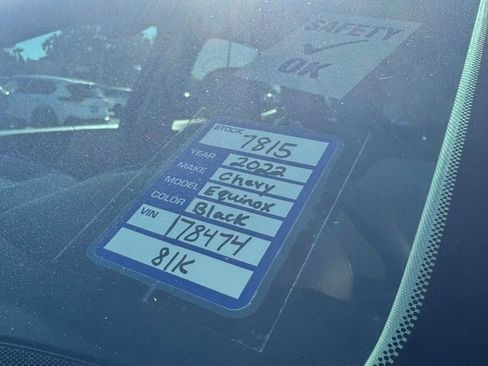 SAFETY
OK
STOCK 7815
YEAR 2022
MAKE Chevy
MODEL Equinox
COLOR Black
VIN 178474
81K